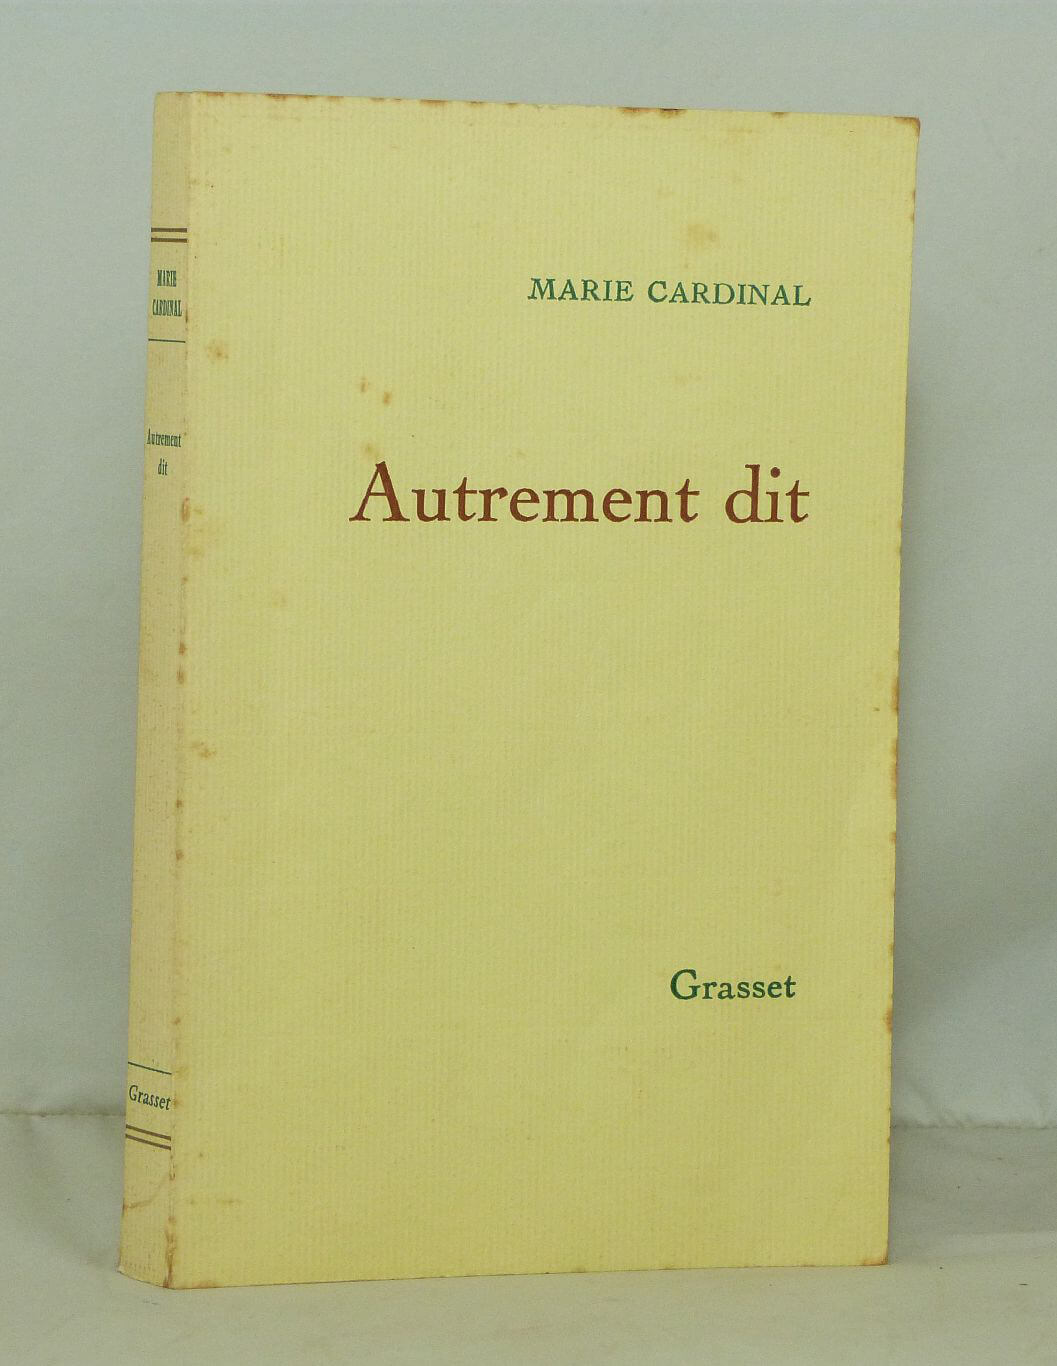 MARIE
CARDINAL
Autrement
dit
Grasset
MARIE CARDINAL
Autrement dit
Grasset